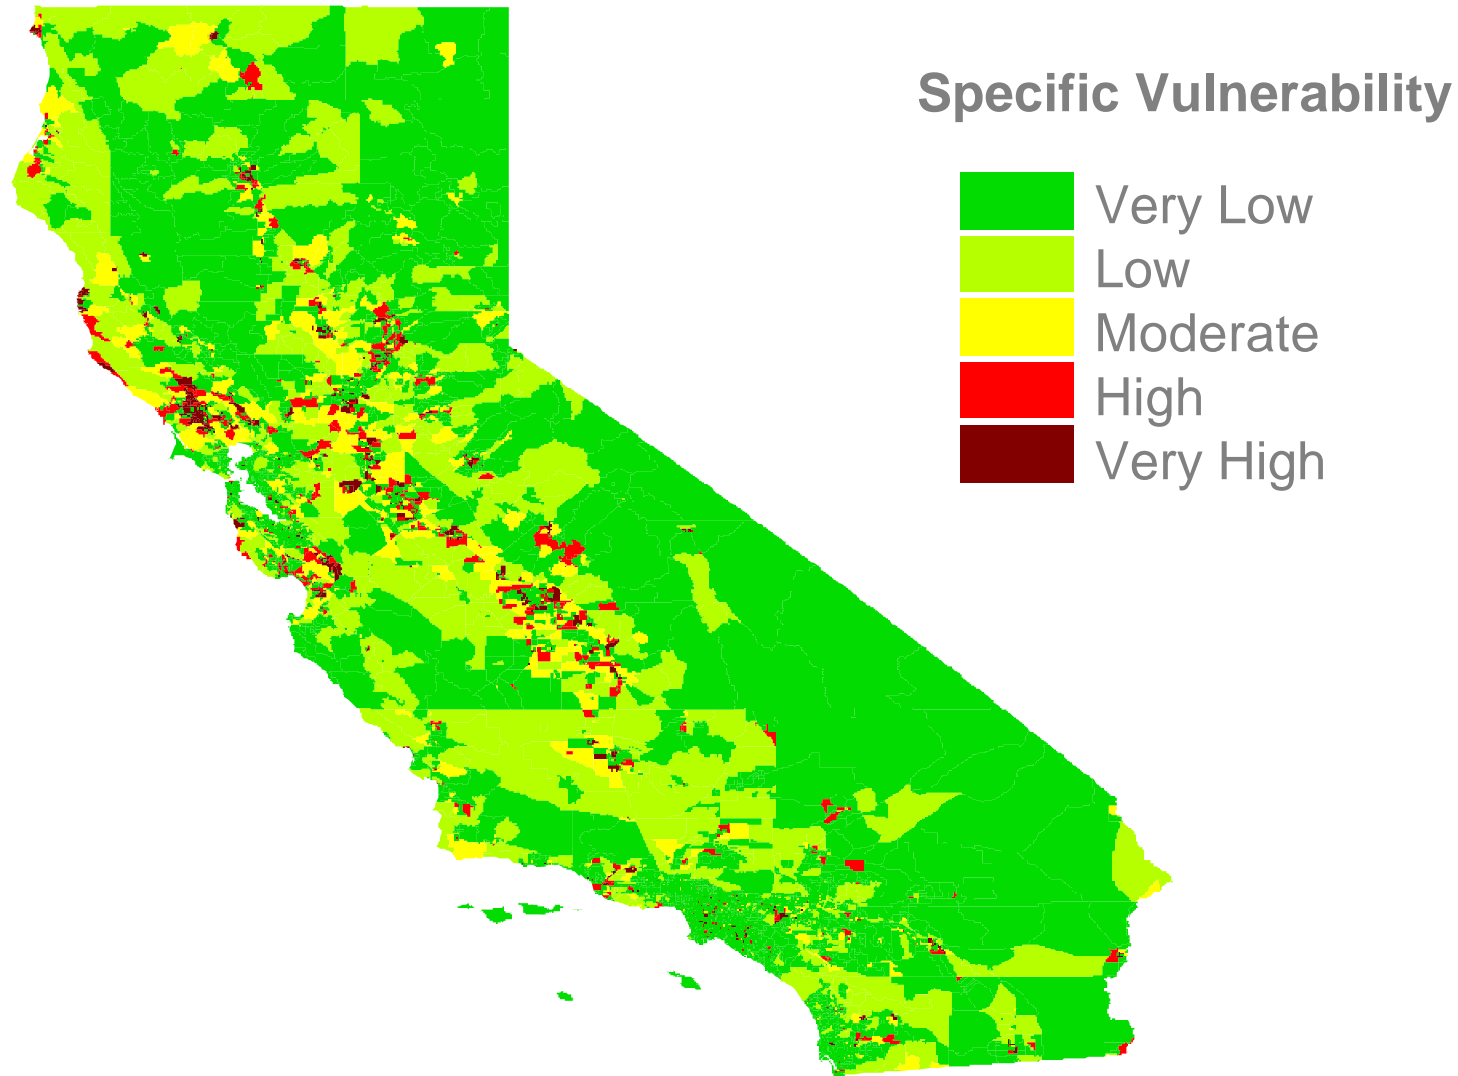 Specific Vulnerability
Very Low
Low
Moderate
High
Very High